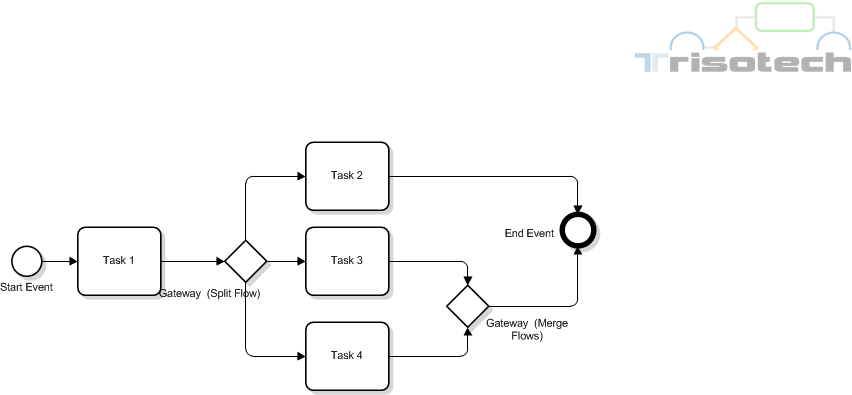 Trisotech
Task 2
End Event
Task 1
Task 3
Start Event
Gateway (Split Flow)
Gateway (Merge
Flows)
Task 4